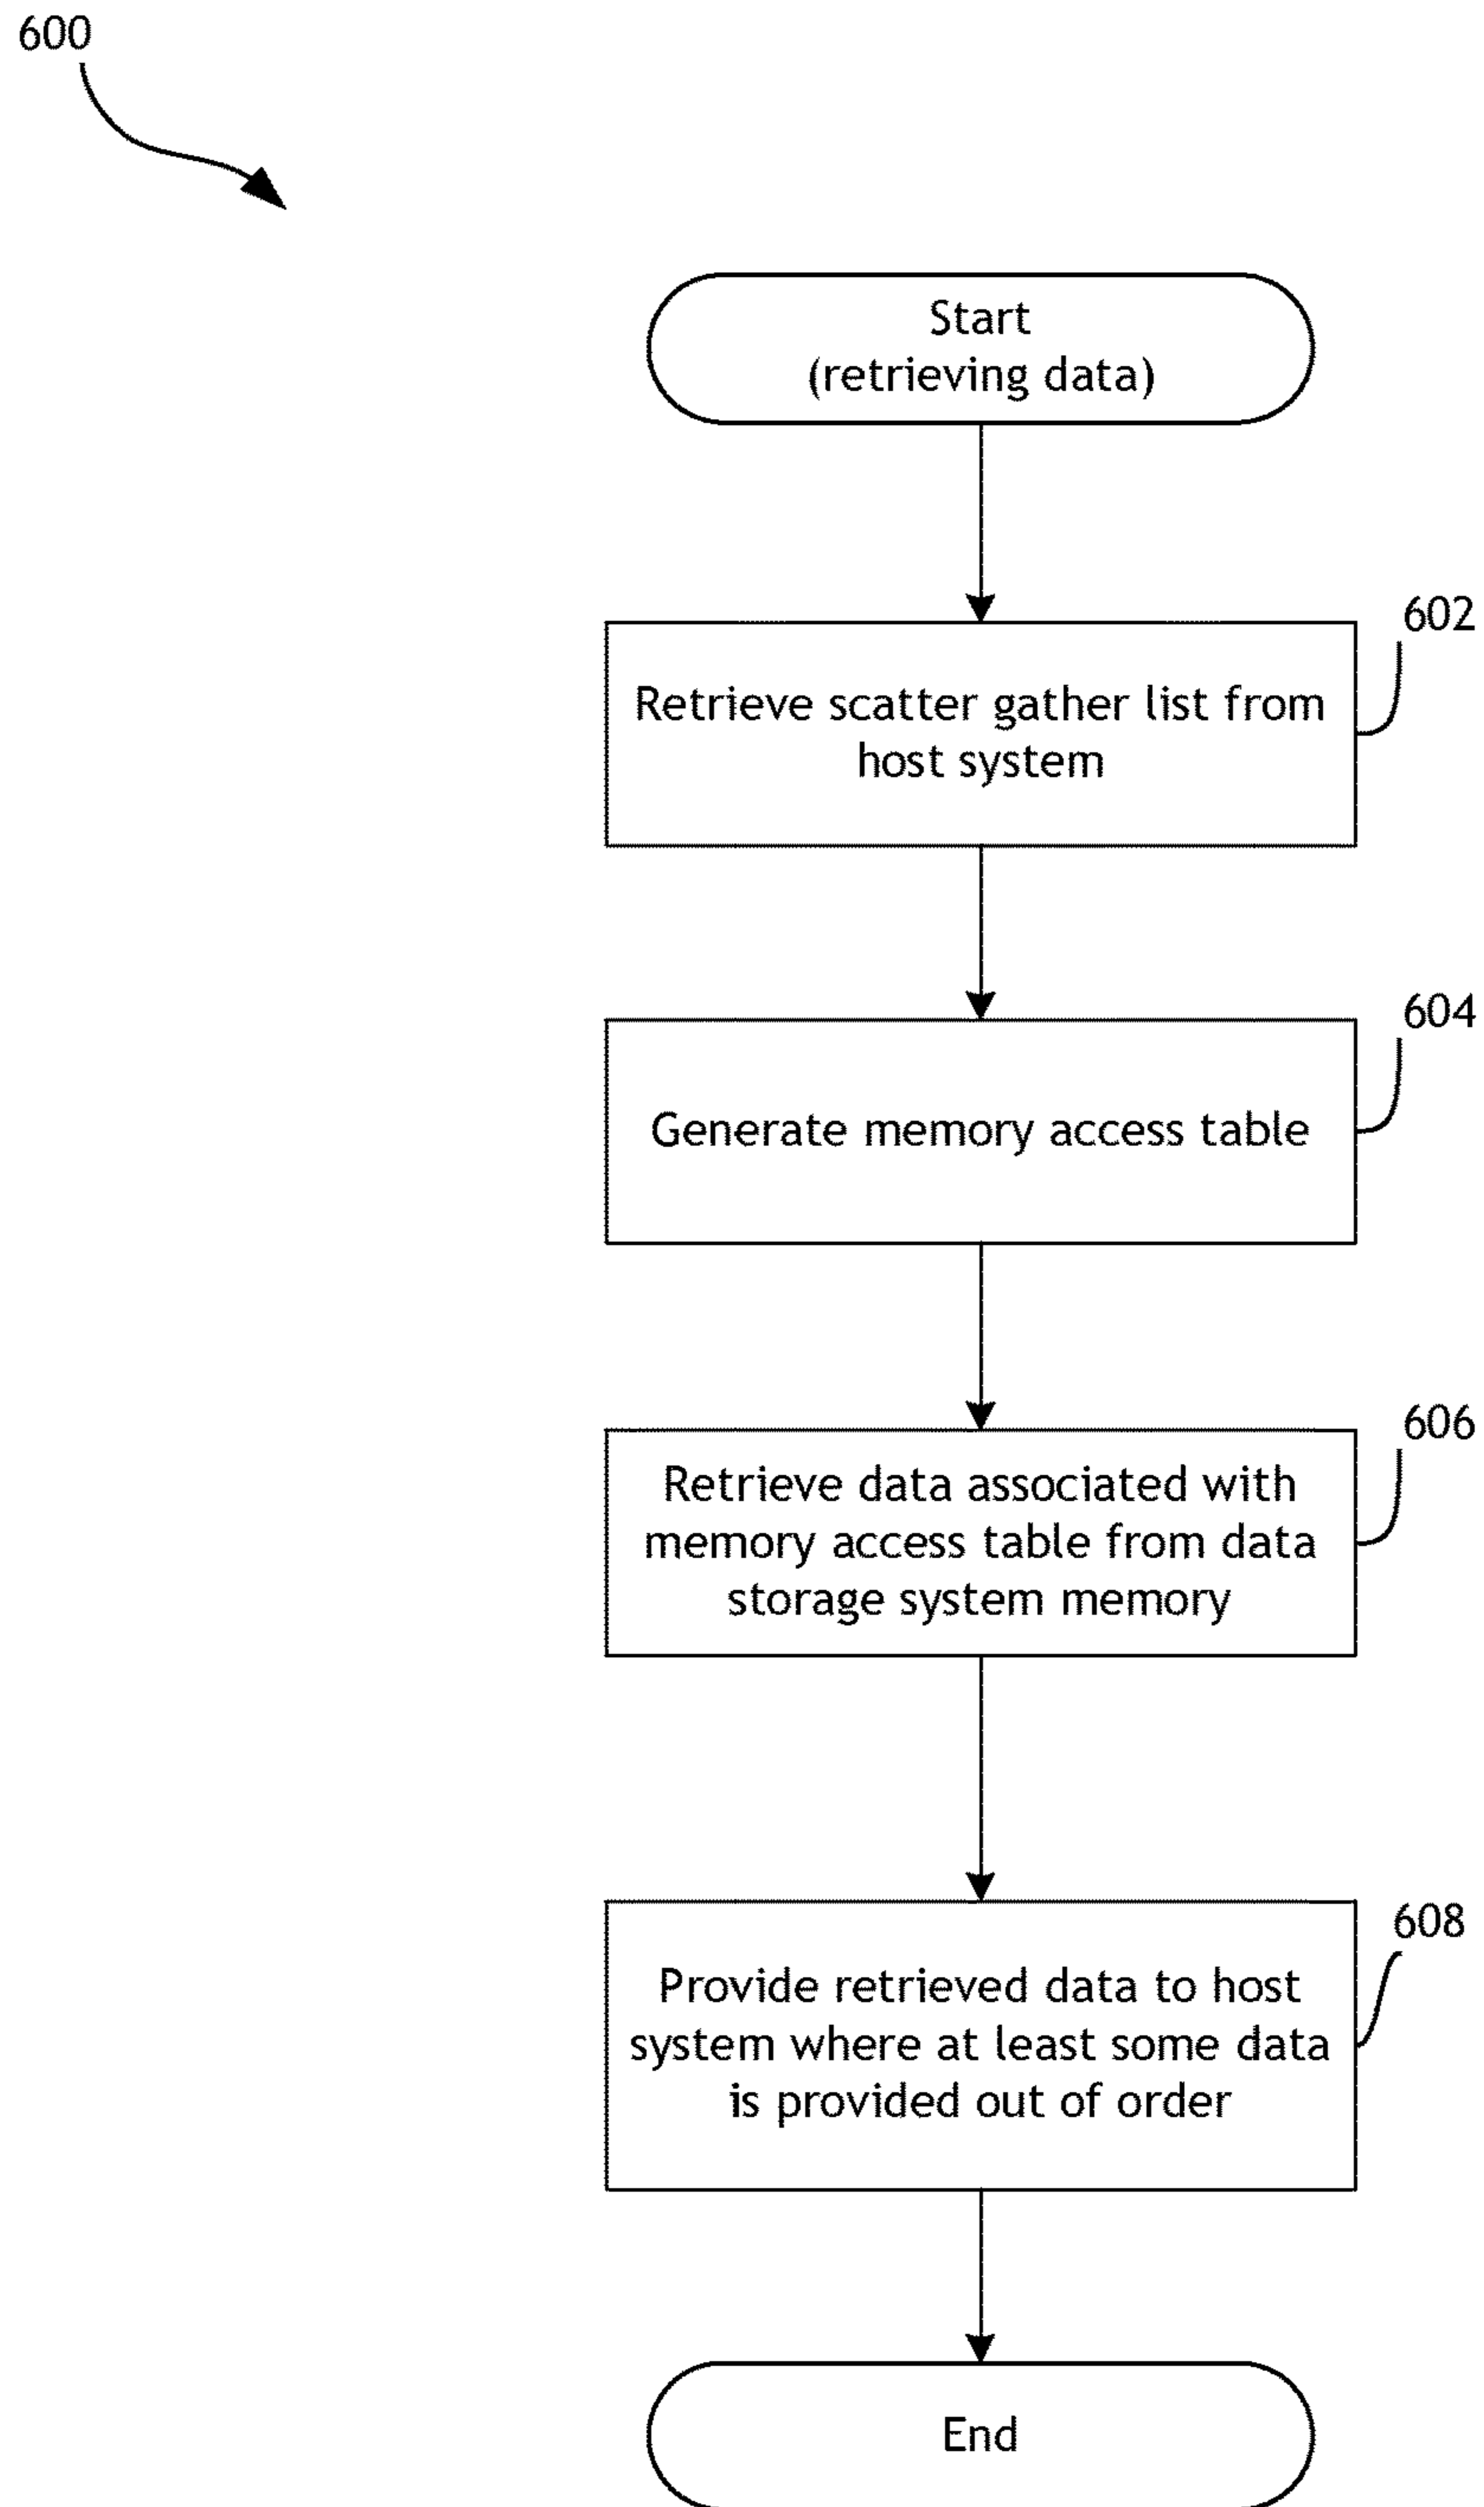 600
Start
(retrieving data)
602
Retrieve scatter gather list from
host system
604
Generate memory access table
606
Retrieve data associated with
memory access table from data
storage system memory
608
Provide retrieved data to host
system where at least some data
is provided out of order
End